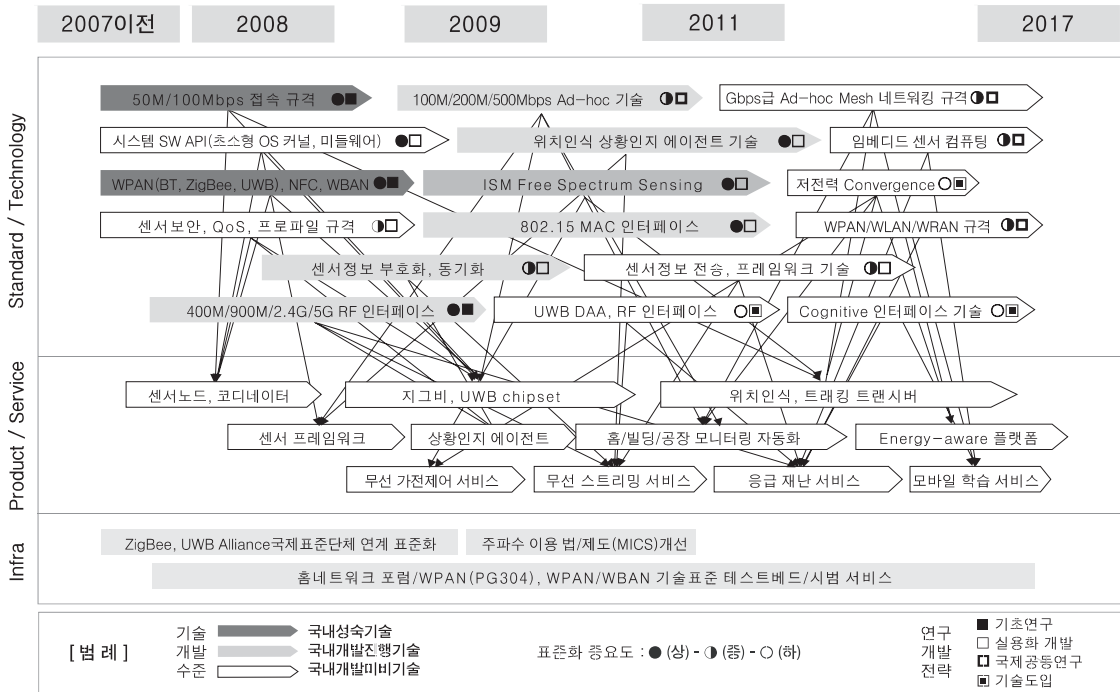 2007이전
2008
2009
2011
2017
Standard / Technology
50M/100Mbps 접속 규격
100M/200M/500Mbps Ad-hoc 기술
Gbps급 Ad-hoc Mesh 네트워킹 규격
시스템 SW API(초소형 OS 커널, 미들웨어)
위치인식 상황인지 에이전트 기술
임베디드 센서 컴퓨팅
WPAN(BT, ZigBee, UWB), NFC, WBAN
ISM Free Spectrum Sensing
저전력 Convergence
센서보안, QoS, 프로파일 규격
802.15 MAC 인터페이스
WPAN/WLAN/WRAN 규격
센서정보 부호화, 동기화
센서정보 전송, 프레임워크 기술
400M/900M/2.4G/5G RF 인터페이스
UWB DAA, RF 인터페이스
Cognitive 인터페이스 기술
Product / Service
센서노드, 코디네이터
지그비, UWB chipset
위치인식, 트래킹 트랜시버
센서 프레임워크
상황인지 에이전트
홈/빌딩/공장 모니터링 자동화
Energy-aware 플랫폼
무선 가전제어 서비스
무선 스트리밍 서비스
응급 재난 서비스
모바일 학습 서비스
Infra
ZigBee, UWB Alliance국제표준단체 연계 표준화
주파수 이용 법/제도(MICS)개선
홈네트워크 포럼/WPAN(PG304), WPAN/WBAN 기술표준 테스트베드/시범 서비스
[범례]
기술 개발 수준
국내성숙기술
국내개발진행기술
국내개발미비기술
표준화 중요도 : ●(상) - ◑(중) - ○(하)
연구 개발 전략
■ 기초연구
□ 실용화 개발
국제공동연구
▣ 기술도입